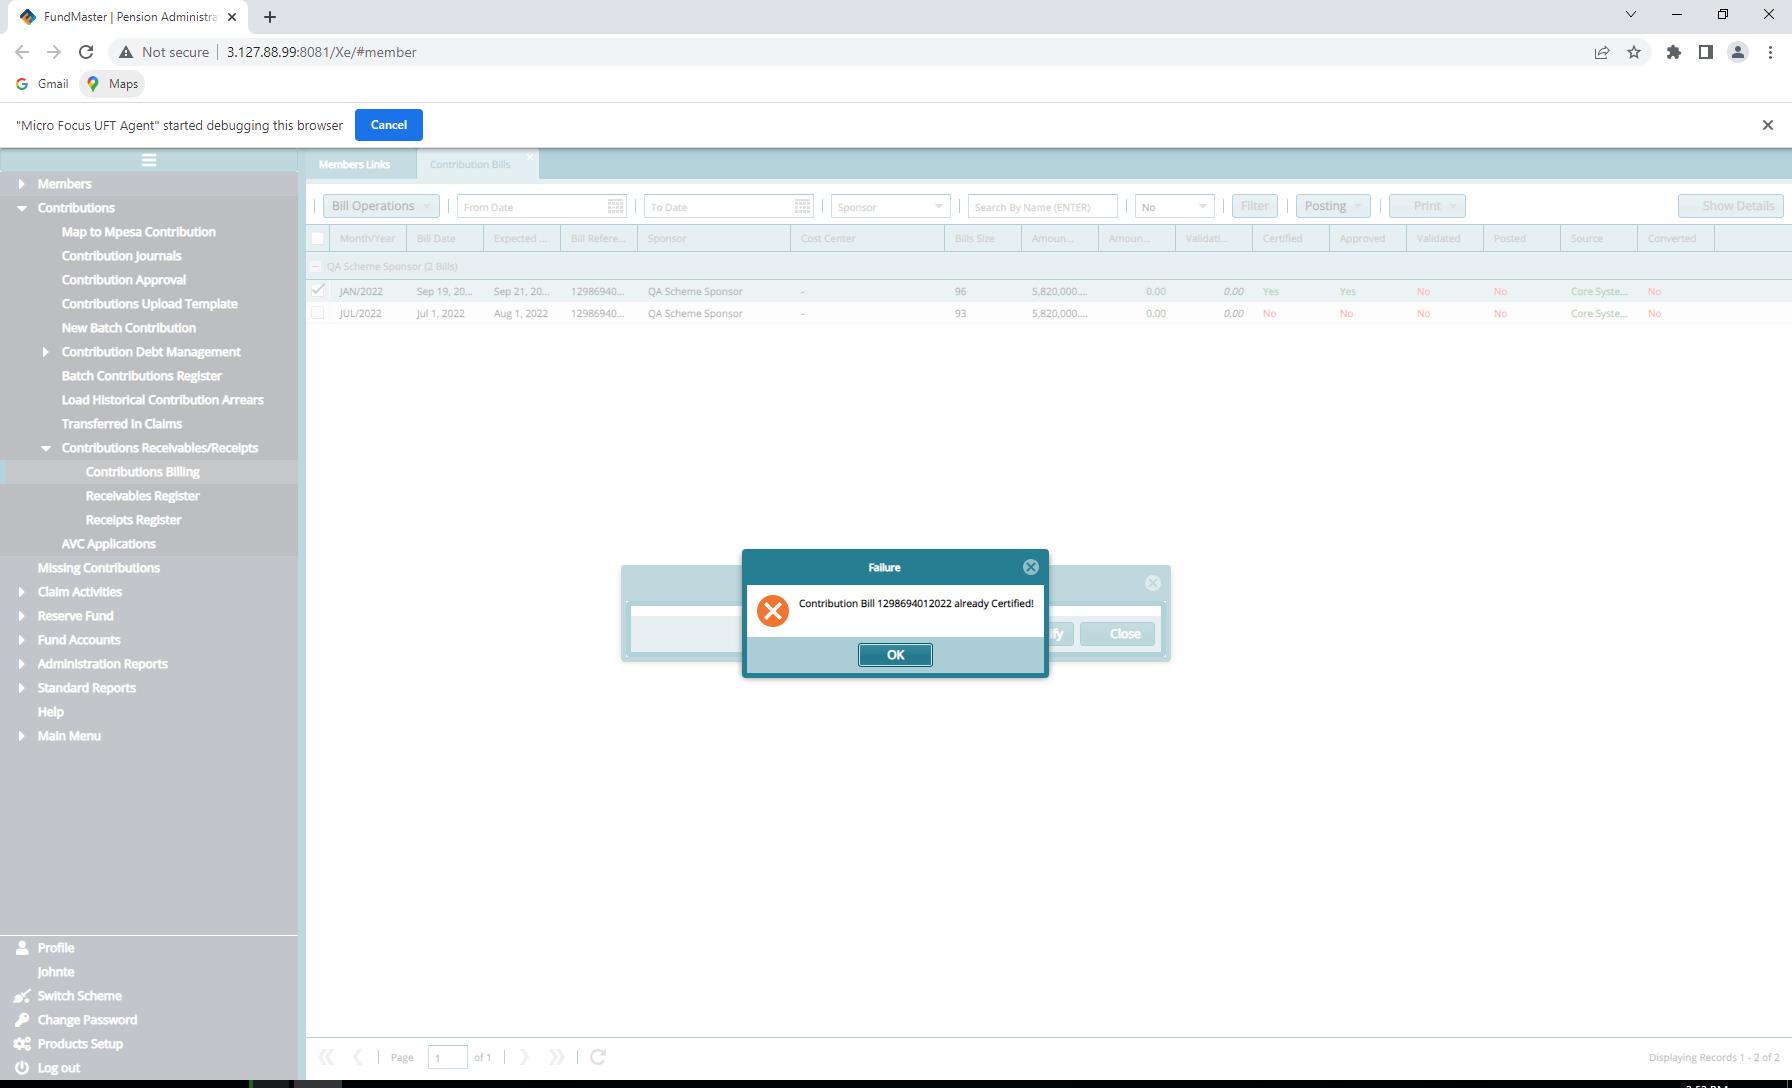 FundMaster | Pension Administra
Not secure
3.127.88.99:8081/Xe/#member
Gmail
Maps
"Micro Focus UFT Agent" started debugging this browser
Cancel
Members Links
Contribution Bills
Members
Contributions
Map to Mpesa Contribution
Contribution Journals
Contribution Approval
Contributions Upload Template
New Batch Contribution
Contribution Debt Management
Batch Contributions Register
Load Historical Contribution Arrears
Transferred In Claims
Contributions Receivables/Receipts
Contributions Billing
Receivables Register
Receipts Register
AVC Applications
Missing Contributions
Claim Activities
Reserve Fund
Fund Accounts
Administration Reports
Standard Reports
Help
Main Menu
Profile
Johnte
Switch Scheme
Change Password
Products Setup
Log out
Bill Operations
From Date
To Date
Sponsor
Search By Name (ENTER)
No
Filter
Posting
Print
Show Details
Month/Year Bill Date Expected ... Bill Refere... Sponsor Cost Center Bills Size Amoun... Amoun... Validati... Certified Approved Validated Posted Source Converted
QA Scheme Sponsor (2 Bills)
JAN/2022 Sep 19, 20... Sep 21, 20... 12986940... QA Scheme Sponsor - 96 5,820,000.... 0.00 0.00 Yes Yes No No Core Syste... No
JUL/2022 Jul 1, 2022 Aug 1, 2022 12986940... QA Scheme Sponsor - 93 5,820,000.... 0.00 0.00 No No No No Core Syste... No
Failure
Contribution Bill 1298694012022 already Certified!
OK
ify
Close
Page 1 of 1
Displaying Records 1 - 2 of 2